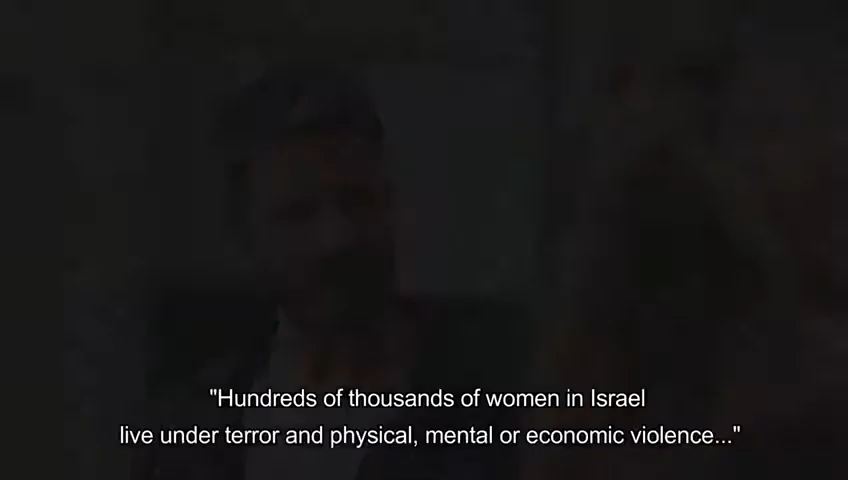 "Hundreds of thousands of women in Israel
live under terror and physical, mental or economic violence..."